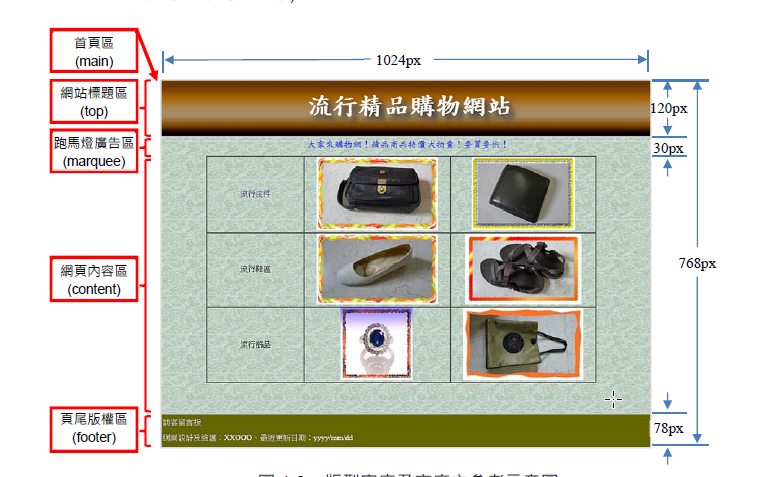 首頁區
(main)
1024px
網站標題區
(top)
流行精品購物網站
120px
跑馬燈廣告區
(marquee)
大家來購物喔！精品商品特價大拍賣！要買要快！
30px
流行皮件
流行鞋區
網頁內容區
(content)
768px
流行飾品
頁尾版權區
(footer)
訪客留言板
網頁設計及維護：XXOOO、最近更新日期：yyyy/mm/dd
78px